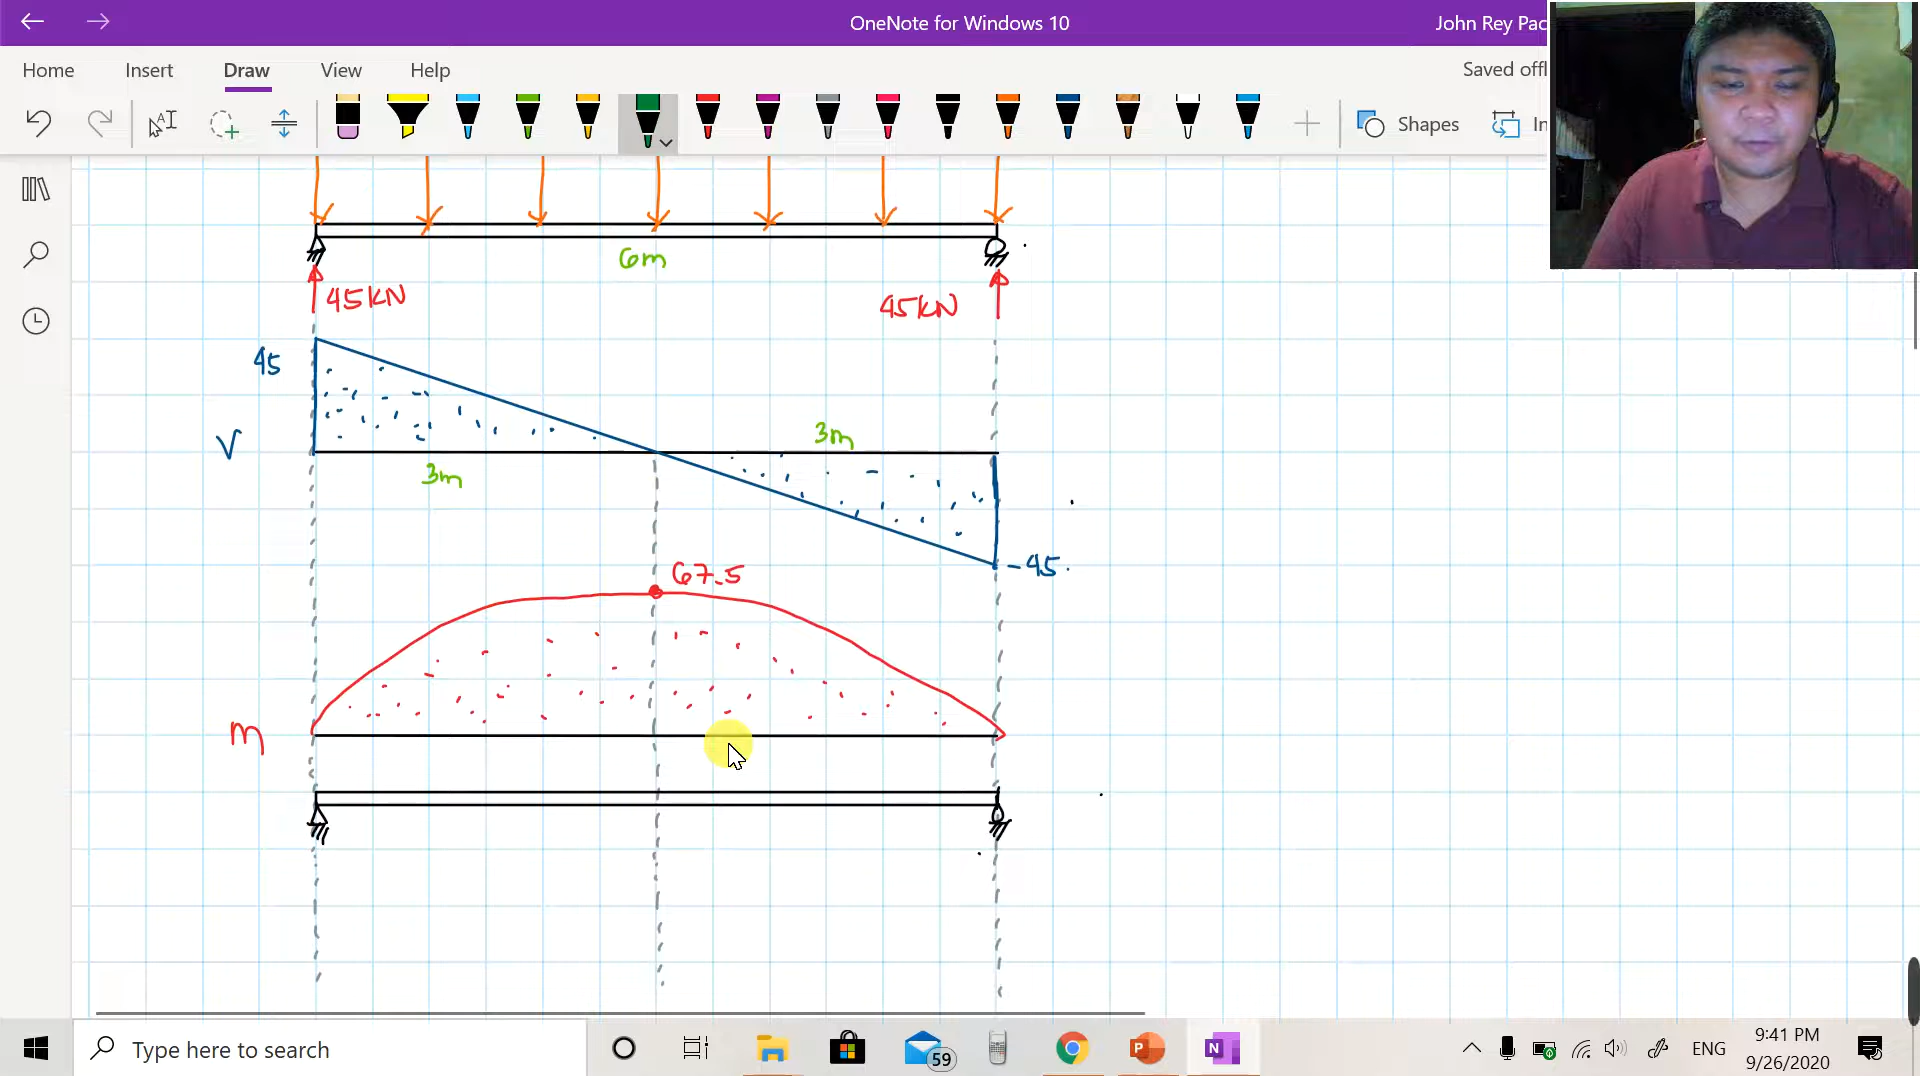 OneNote for Windows 10
John Rey Pac
Home Insert Draw View Help
Saved offl
Shapes
In
6m
45KN
45KN
45
V
3m
3m
-45
67.5
m
Type here to search
59
ENG
9:41 PM
9/26/2020